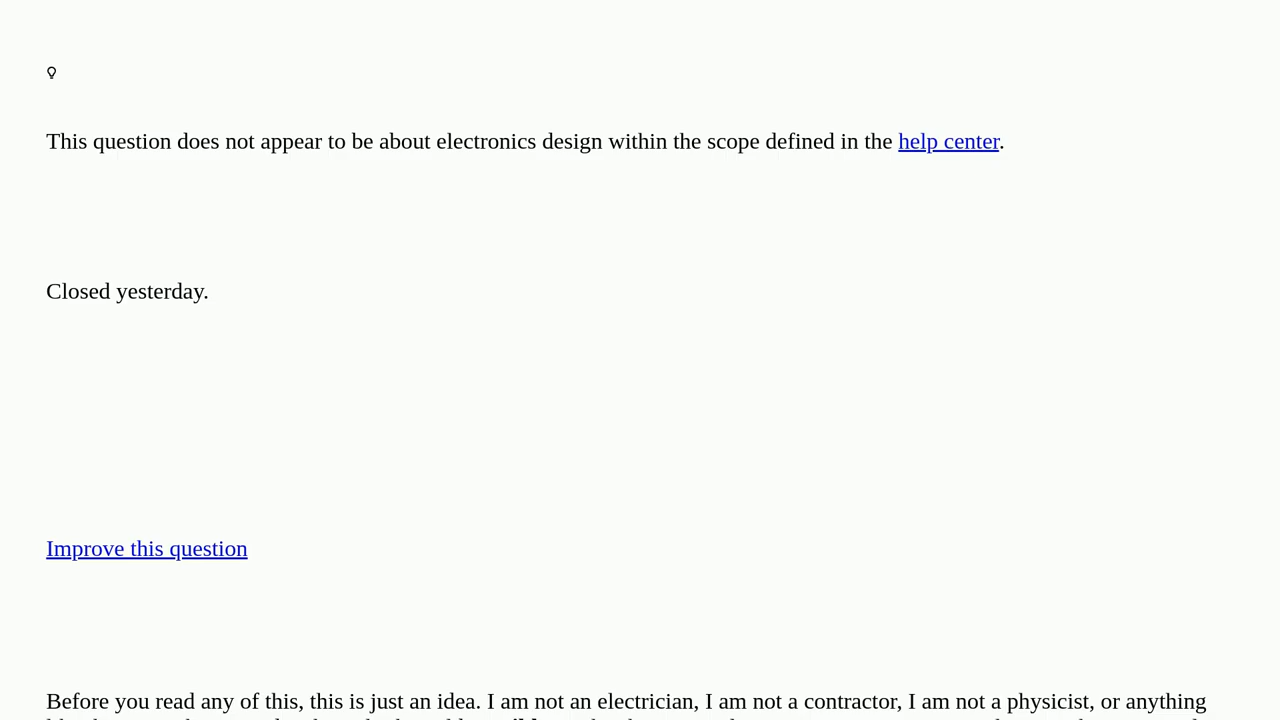 This question does not appear to be about electronics design within the scope defined in the help center.
Closed yesterday.
Improve this question
Before you read any of this, this is just an idea. I am not an electrician, I am not a contractor, I am not a physicist, or anything